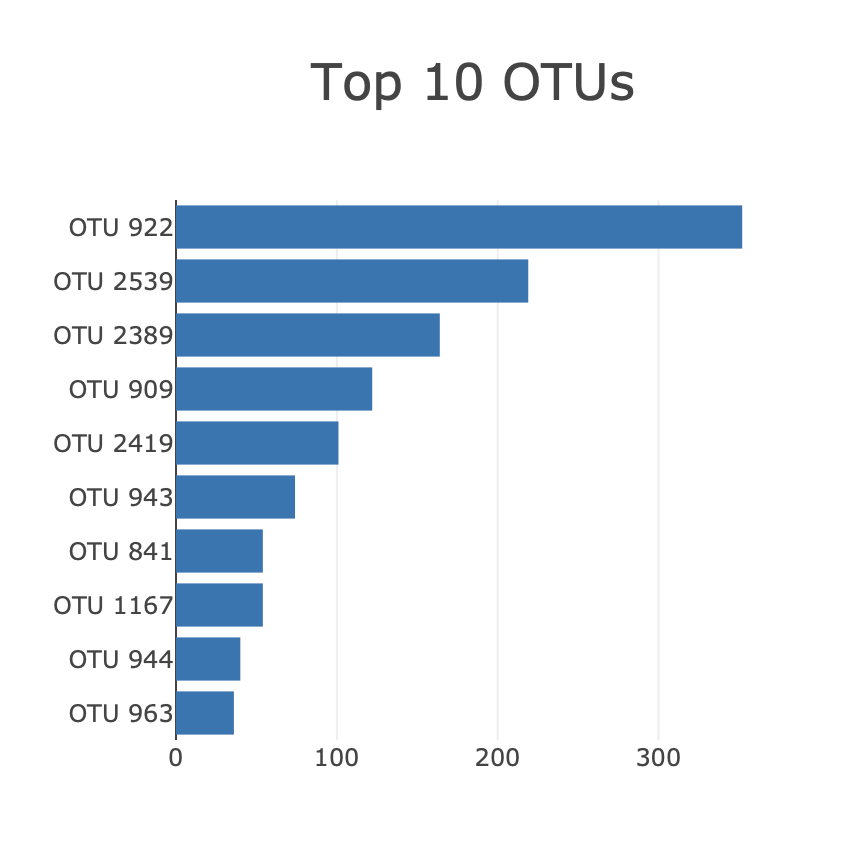 Top 10 OTUs
OTU 922
OTU 2539
OTU 2389
OTU 909
OTU 2419
OTU 943
OTU 841
OTU 1167
OTU 944
OTU 963
0 100 200 300